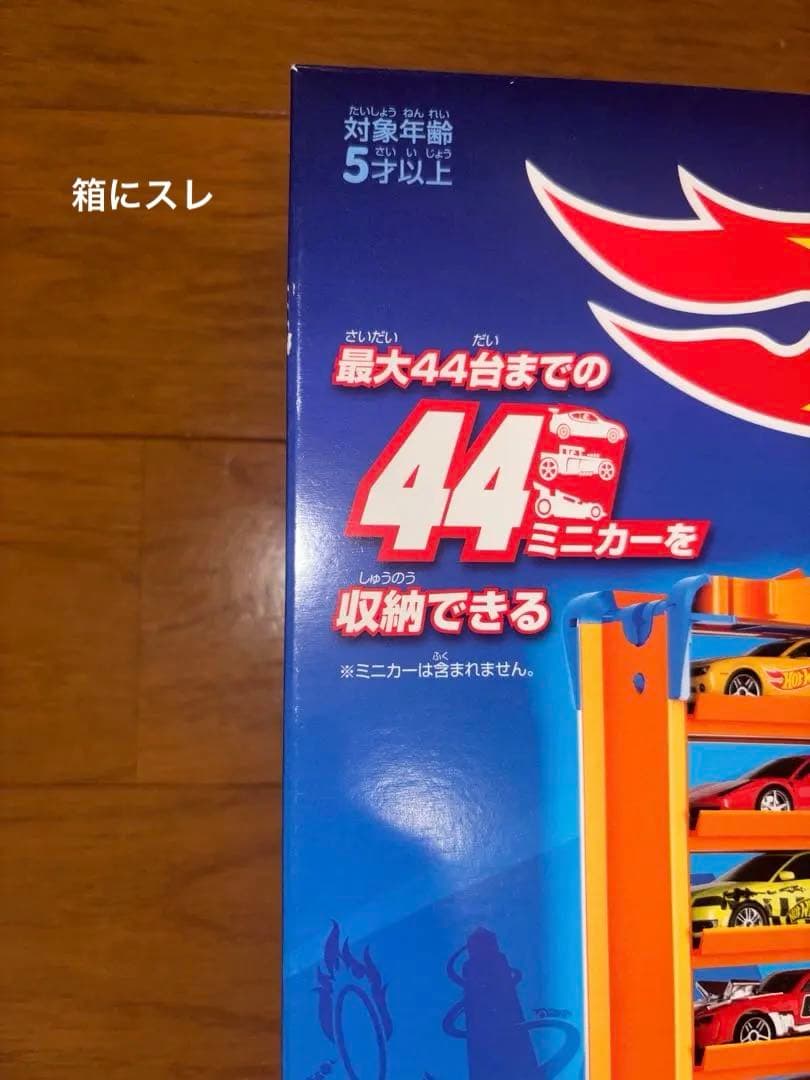 たいしょう ねん れい
対象年齢
さい い じょう
5才以上
箱にスレ
さいだい だい
最大44台までの
44
ミニカーを
しゅうのう
収納できる
ふく
※ミニカーは含まれません。